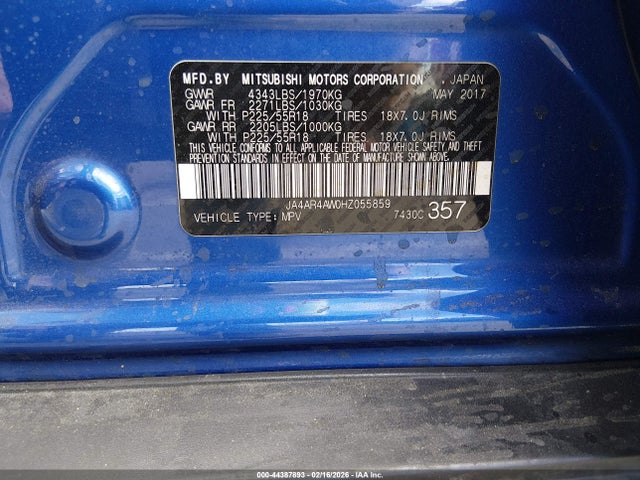 MFD.BY MITSUBISHI MOTORS CORPORATION . JAPAN
GVWR 4343LBS/1970KG MAY 2017
GAWR FR 2271LBS/1030KG
WITH P225/55R18 TIRES 18X7.0J RIMS
GAWR RR 2205LBS/1000KG
WITH P225/55R18 TIRES 18X7.0J RIMS
THIS VEHICLE CONFORMS TO ALL APPLICABLE FEDERAL MOTOR VEHICLE SAFETY AND THEFT
PREVENTION STANDARDS IN EFFECT ON THE DATE OF MANUFACTURE SHOWN ABOVE.
JA4AR4AW0HZ055859
VEHICLE TYPE: MPV 7430C 357
000-44387893 - 02/16/2026 - IAA Inc.